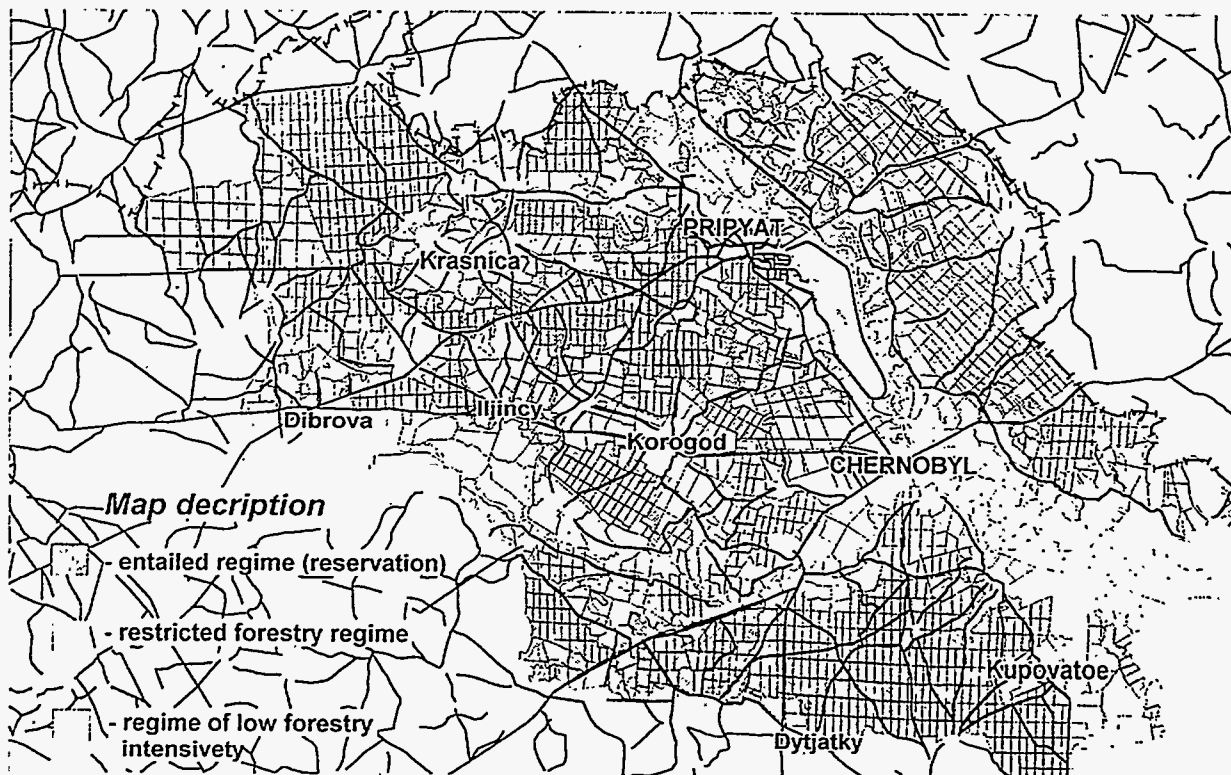 PRIPYAT
Krasnica
Dibrova
Iljincy
Korogod
CHERNOBYL
Map decription
- entailed regime (reservation)
- restricted forestry regime
Kupovatoe
- regime of low forestry
intensivety
Dytjatky